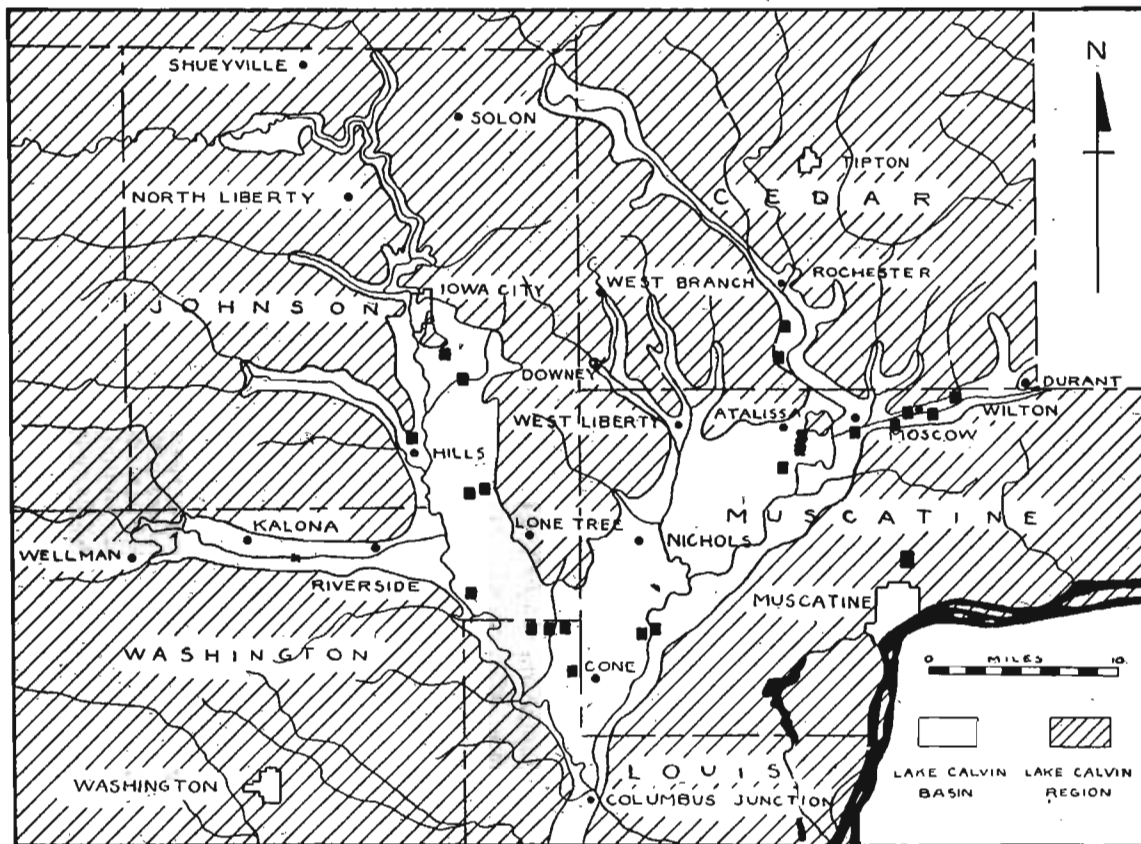 SHUEYVILLE
SOLON
N
TIPTON
NORTH LIBERTY
CEDAR
ROCHESTER
WEST BRANCH
IOWA CITY
JOHNSON
DOWNEY
DURANT
WILTON
ATALISSA
WEST LIBERTY
MOSCOW
HILLS
MUSCATINE
LONE TREE
KALONA
NICHOLS
WELLMAN
RIVERSIDE
MUSCATINE
WASHINGTON
0 MILES 10
CONE
LOUIS
LAKE CALVIN BASIN
LAKE CALVIN REGION
WASHINGTON
COLUMBUS JUNCTION